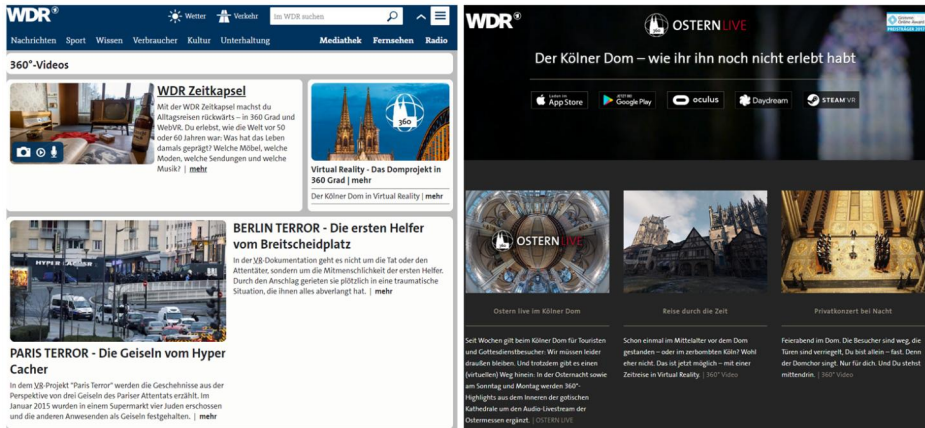 WDR®
Wetter
Verkehr
im WDR suchen
Nachrichten Sport Wissen Verbraucher Kultur Unterhaltung Mediathek Fernsehen Radio
360°-Videos
WDR Zeitkapsel
Mit der WDR Zeitkapsel machst du
Alltagsreisen rückwärts – in 360 Grad und
WebVR. Du erlebst, wie die Welt vor 50
oder 60 Jahren war: Was hat das Leben
damals geprägt? Welche Möbel, welche
Moden, welche Sendungen und welche
Musik? | mehr
360
Virtual Reality - Das Domprojekt in
360 Grad | mehr
Der Kölner Dom in Virtual Reality | mehr
HYPER CACHER
PARIS TERROR - Die Geiseln vom Hyper
Cacher
In dem VR-Projekt "Paris Terror" werden die Geschehnisse aus der
Perspektive von drei Geiseln des Pariser Attentats erzählt. Im
Januar 2015 wurden in einem Supermarkt vier Juden erschossen
und die anderen Anwesenden als Geiseln festgehalten. | mehr
BERLIN TERROR - Die ersten Helfer
vom Breitscheidplatz
In der VR-Dokumentation geht es nicht um die Tat oder den
Attentäter, sondern um die Mitmenschlichkeit der ersten Helfer.
Durch den Anschlag gerieten sie plötzlich in eine traumatische
Situation, die ihnen alles abverlangt hat. | mehr
WDR®
360
OSTERN LIVE
Grimme
Online Award
PREISTRÄGER 2017
Der Kölner Dom – wie ihr ihn noch nicht erlebt habt
Laden im
App Store
JETZT BEI
Google Play
oculus
Daydream
STEAM VR
OSTERN LIVE
Ostern live im Kölner Dom
Seit Wochen gilt beim Kölner Dom für Touristen
und Gottesdienstbesucher: Wir müssen leider
draußen bleiben. Und trotzdem gibt es einen
(virtuellen) Weg hinein. In der Osternacht sowie
am Sonntag und Montag werden 360°-
Highlights aus dem Inneren der gotischen
Kathedrale um den Audio-Livestream der
Ostermessen ergänzt. | OSTERN LIVE
Reise durch die Zeit
Schon einmal im Mittelalter vor dem Dom
gestanden – oder im zerbombten Köln? Wohl
eher nicht. Das ist jetzt möglich – mit einer
Zeitreise in Virtual Reality. | 360° Video
Privatkonzert bei Nacht
Feierabend im Dom. Die Besucher sind weg, die
Türen sind verriegelt, Du bist allein – fast. Denn
der Domchor singt. Nur für dich. Und Du stehst
mittendrin. | 360° Video